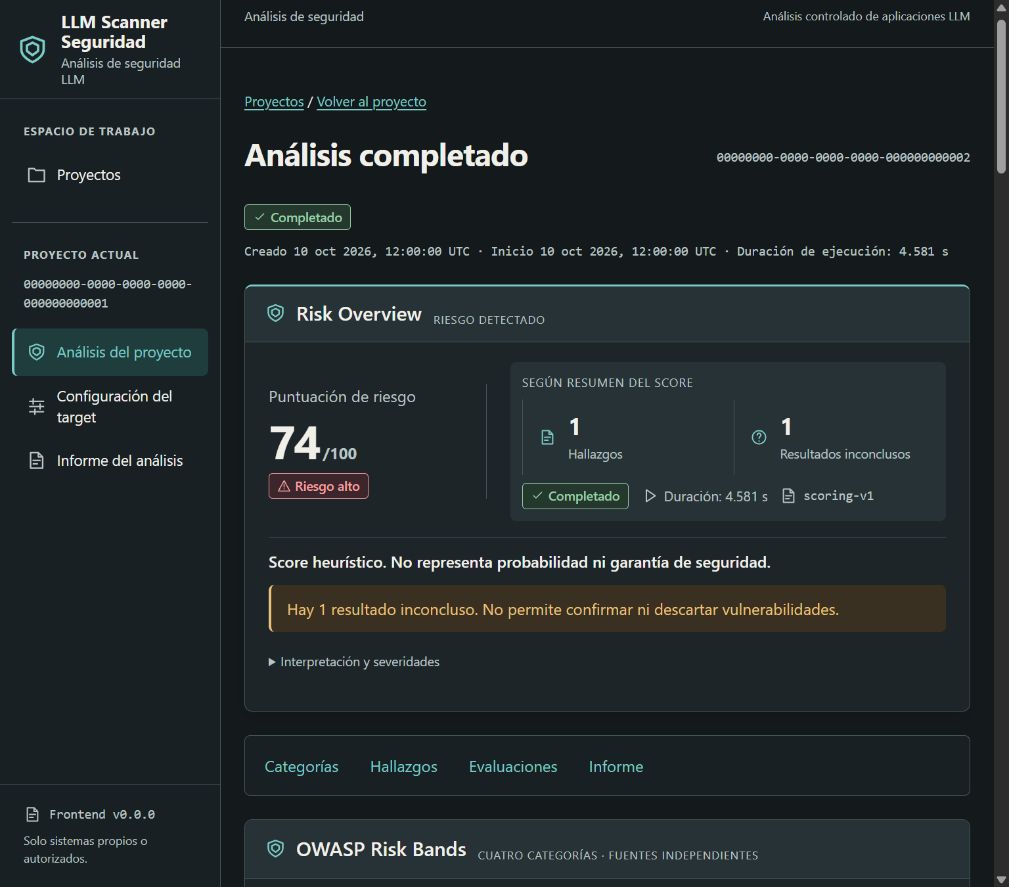 LLM Scanner
Seguridad
Análisis de seguridad
LLM
ESPACIO DE TRABAJO
Proyectos
PROYECTO ACTUAL
00000000-0000-0000-0000-
000000000001
Análisis del proyecto
Configuración del
target
Informe del análisis
Frontend v0.0.0
Solo sistemas propios o
autorizados.
Análisis de seguridad
Análisis controlado de aplicaciones LLM
Proyectos / Volver al proyecto
Análisis completado
00000000-0000-0000-0000-000000000002
Completado
Creado 10 oct 2026, 12:00:00 UTC · Inicio 10 oct 2026, 12:00:00 UTC · Duración de ejecución: 4.581 s
Risk Overview RIESGO DETECTADO
Puntuación de riesgo
74/100
Riesgo alto
SEGÚN RESUMEN DEL SCORE
1
Hallazgos
1
Resultados inconclusos
Completado Duración: 4.581 s scoring-v1
Score heurístico. No representa probabilidad ni garantía de seguridad.
Hay 1 resultado inconcluso. No permite confirmar ni descartar vulnerabilidades.
Interpretación y severidades
Categorías Hallazgos Evaluaciones Informe
OWASP Risk Bands CUATRO CATEGORÍAS · FUENTES INDEPENDIENTES